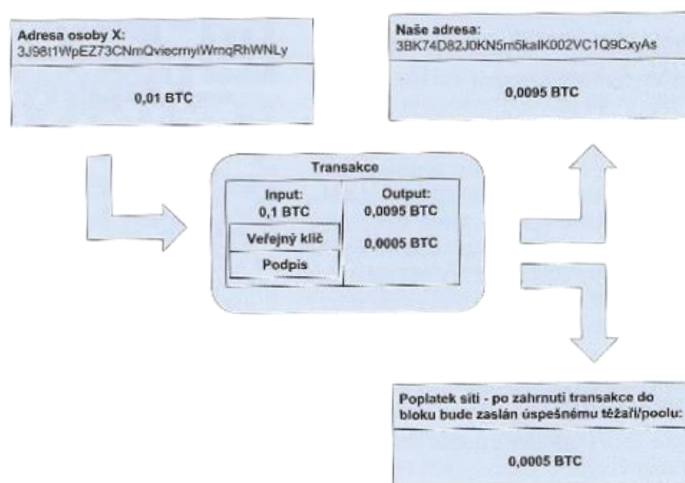 Adresa osoby X:
0,01 BTC
Naše adresa:
0,0095 BTC
Transakce
Input:
0,1 BTC
Veřejný klíč
Podpis
Output:
0,0095 BTC
0,0005 BTC
Poplatek síti - po zahrnutí transakce do
bloku bude zaslán úspěšnému těžaři/poolu:
0,0005 BTC